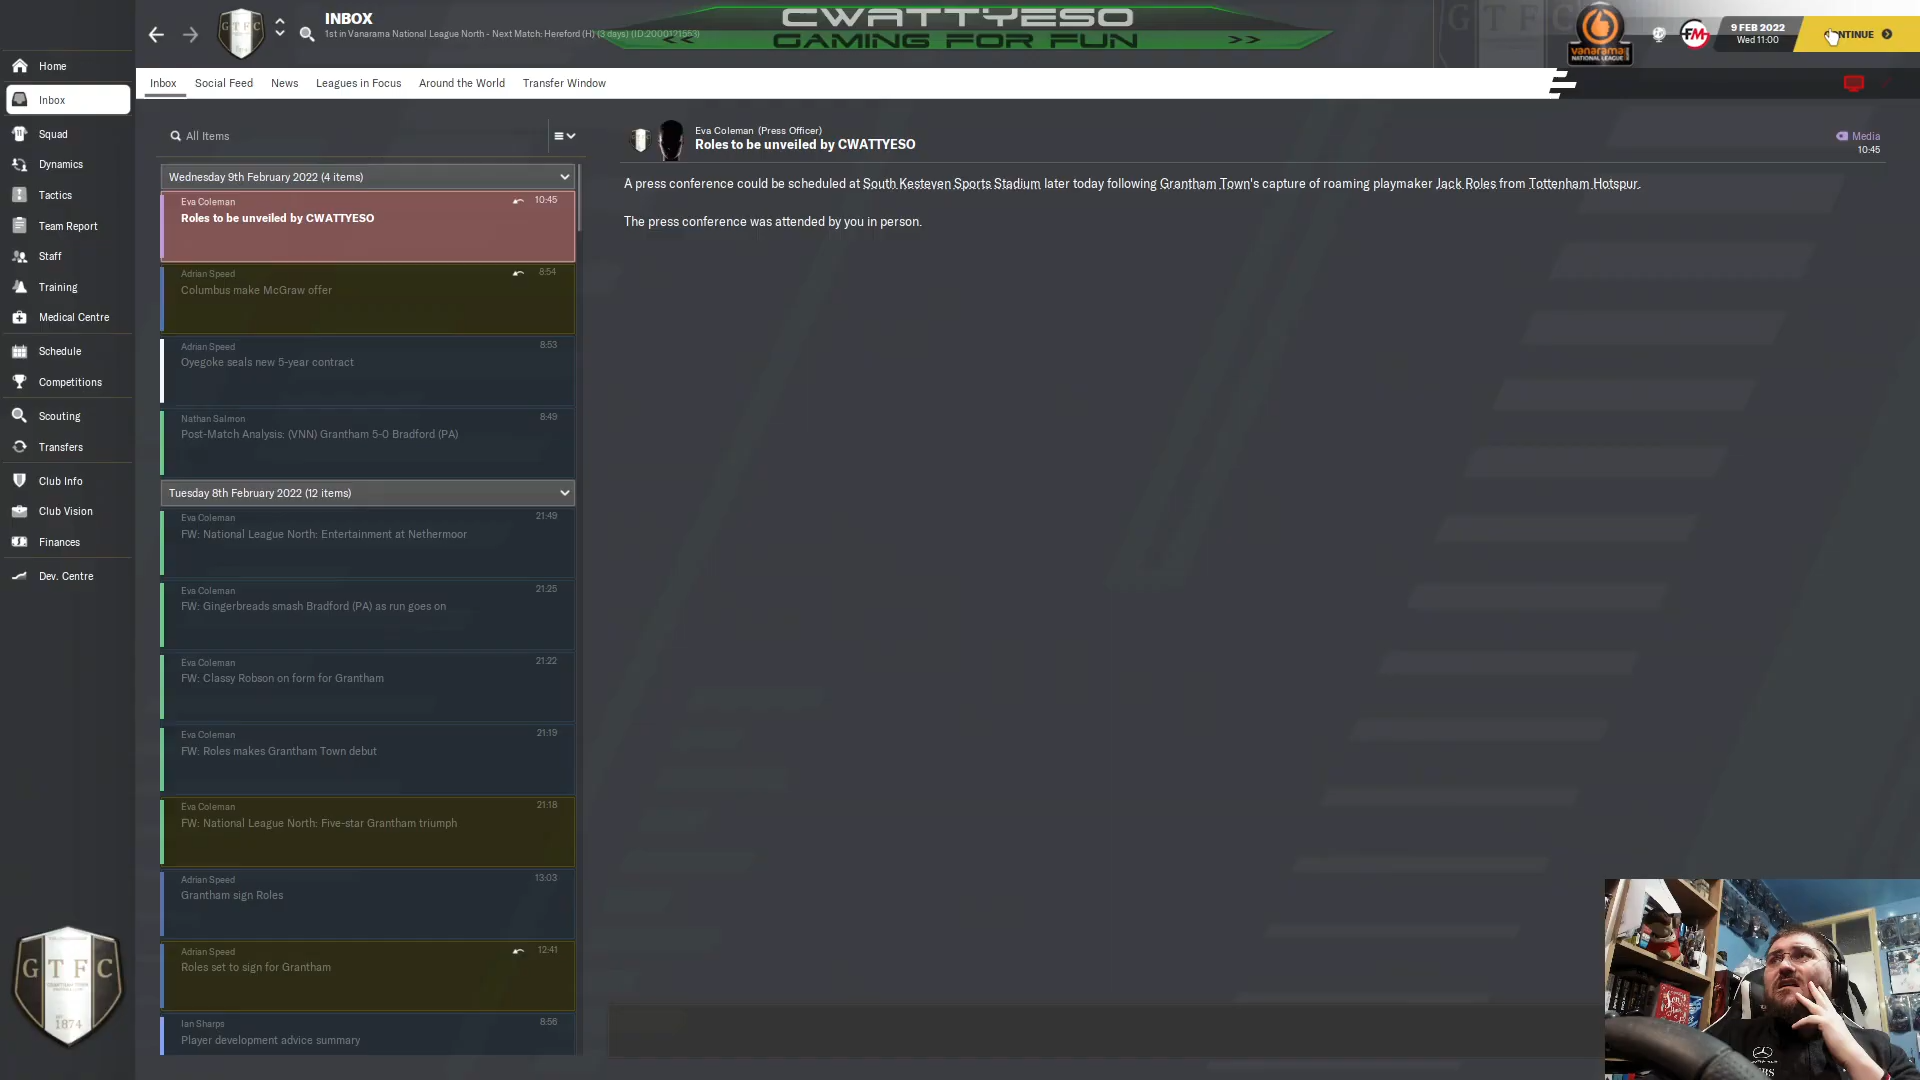 INBOX
1st in Vanarama National League North - Next Match: Hereford (H) (3 days) (ID:2000121553)
CWATTYESO
GAMING FOR FUN
vanarama
NATIONAL LEAGUE
FM
9 FEB 2022
Wed 11:00
Inbox
Social Feed
News
Leagues in Focus
Around the World
Transfer Window
Home
Inbox
Squad
Dynamics
Tactics
Team Report
Staff
Training
Medical Centre
Schedule
Competitions
Scouting
Transfers
Club Info
Club Vision
Finances
Dev. Centre
GTFC
1874
All Items
Wednesday 9th February 2022 (4 items)
Eva Coleman 10:45
Roles to be unveiled by CWATTYESO
Adrian Speed 8:54
Columbus make McGraw offer
Adrian Speed 8:53
Oyegoke seals new 5-year contract
Nathan Salmon 8:49
Post-Match Analysis: (VNN) Grantham 5-0 Bradford (PA)
Tuesday 8th February 2022 (12 items)
Eva Coleman 21:49
FW: National League North: Entertainment at Nethermoor
Eva Coleman 21:25
FW: Gingerbreads smash Bradford (PA) as run goes on
Eva Coleman 21:22
FW: Classy Robson on form for Grantham
Eva Coleman 21:19
FW: Roles makes Grantham Town debut
Eva Coleman 21:18
FW: National League North: Five-star Grantham triumph
Adrian Speed 13:03
Grantham sign Roles
Adrian Speed 12:41
Roles set to sign for Grantham
Ian Sharps 8:56
Player development advice summary
Eva Coleman (Press Officer)
Roles to be unveiled by CWATTYESO
Media
10:45
A press conference could be scheduled at South Kesteven Sports Stadium later today following Grantham Town's capture of roaming playmaker Jack Roles from Tottenham Hotspur.
The press conference was attended by you in person.